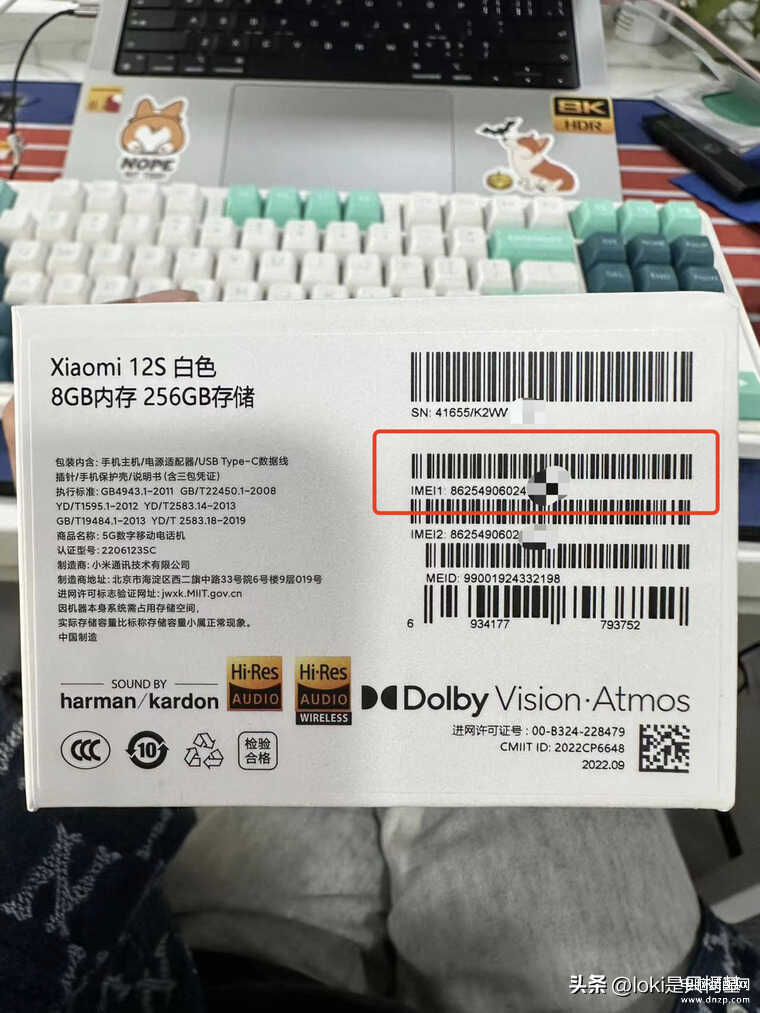 NOPE
8K
HDR
Xiaomi 12S 白色
8GB内存 256GB存储
包装内含: 手机主机/电源适配器/USB Type-C数据线
插针/手机保护壳/说明书 (含三包凭证)
执行标准: GB4943.1-2011 GB/T22450.1-2008
YD/T1595.1-2012 YD/T2583.14-2013
GB/T19484.1-2013 YD/T 2583.18-2019
商品名称: 5G数字移动电话机
认证型号: 2206123SC
制造商: 小米通讯技术有限公司
制造商地址: 北京市海淀区西二旗中路33号院6号楼9层019号
进网许可标志验证网址: jwxk.MIIT.gov.cn
因机器本身系统需占用存储空间,
实际存储容量比标称存储容量小属正常现象。
中国制造
SN: 41655/K2WW
IMEI1: 86254906024
IMEI2: 8625490602
MEID: 99001924332198
6 934177 793752
SOUND BY
harman/kardon
Hi-Res
AUDIO
Hi-Res
AUDIO
WIRELESS
Dolby Vision·Atmos
CCC
10
检验
合格
进网许可证号: 00-B324-228479
CMIIT ID: 2022CP6648
2022.09
头条 @loki是贝柯基
www.dnzp.com